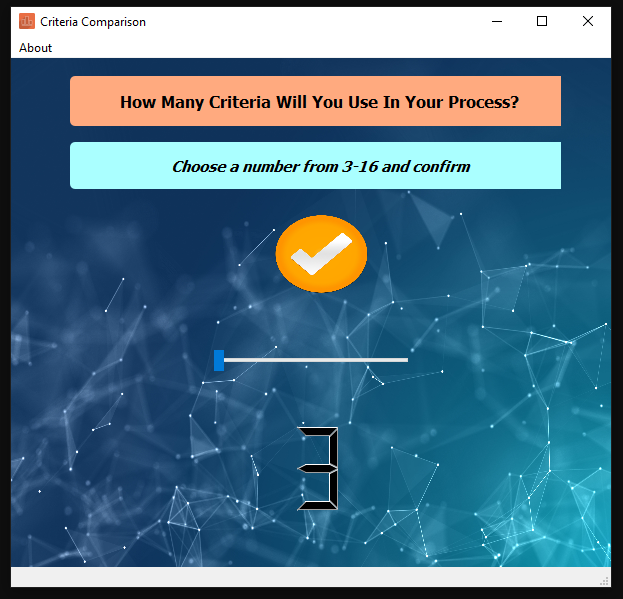 Criteria Comparison
About
How Many Criteria Will You Use In Your Process?
Choose a number from 3-16 and confirm
3